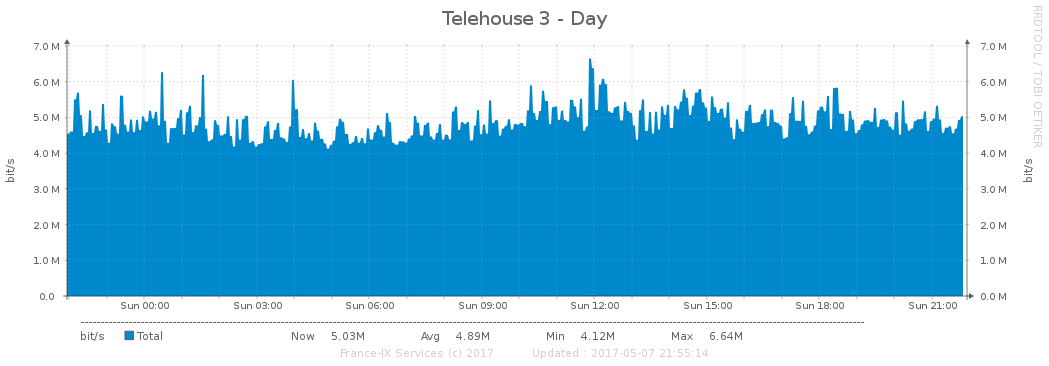 Telehouse 3 - Day
RRDTOOL / TOBI OETIKER
7.0 M 7.0 M
6.0 M 6.0 M
5.0 M 5.0 M
4.0 M 4.0 M
3.0 M 3.0 M
2.0 M 2.0 M
1.0 M 1.0 M
0.0 0.0 M
bit/s bit/s
Sun 00:00 Sun 03:00 Sun 06:00 Sun 09:00 Sun 12:00 Sun 15:00 Sun 18:00 Sun 21:00
bit/s Total Now 5.03M Avg 4.89M Min 4.12M Max 6.64M
France-IX Services (c) 2017 Updated : 2017-05-07 21:55:14